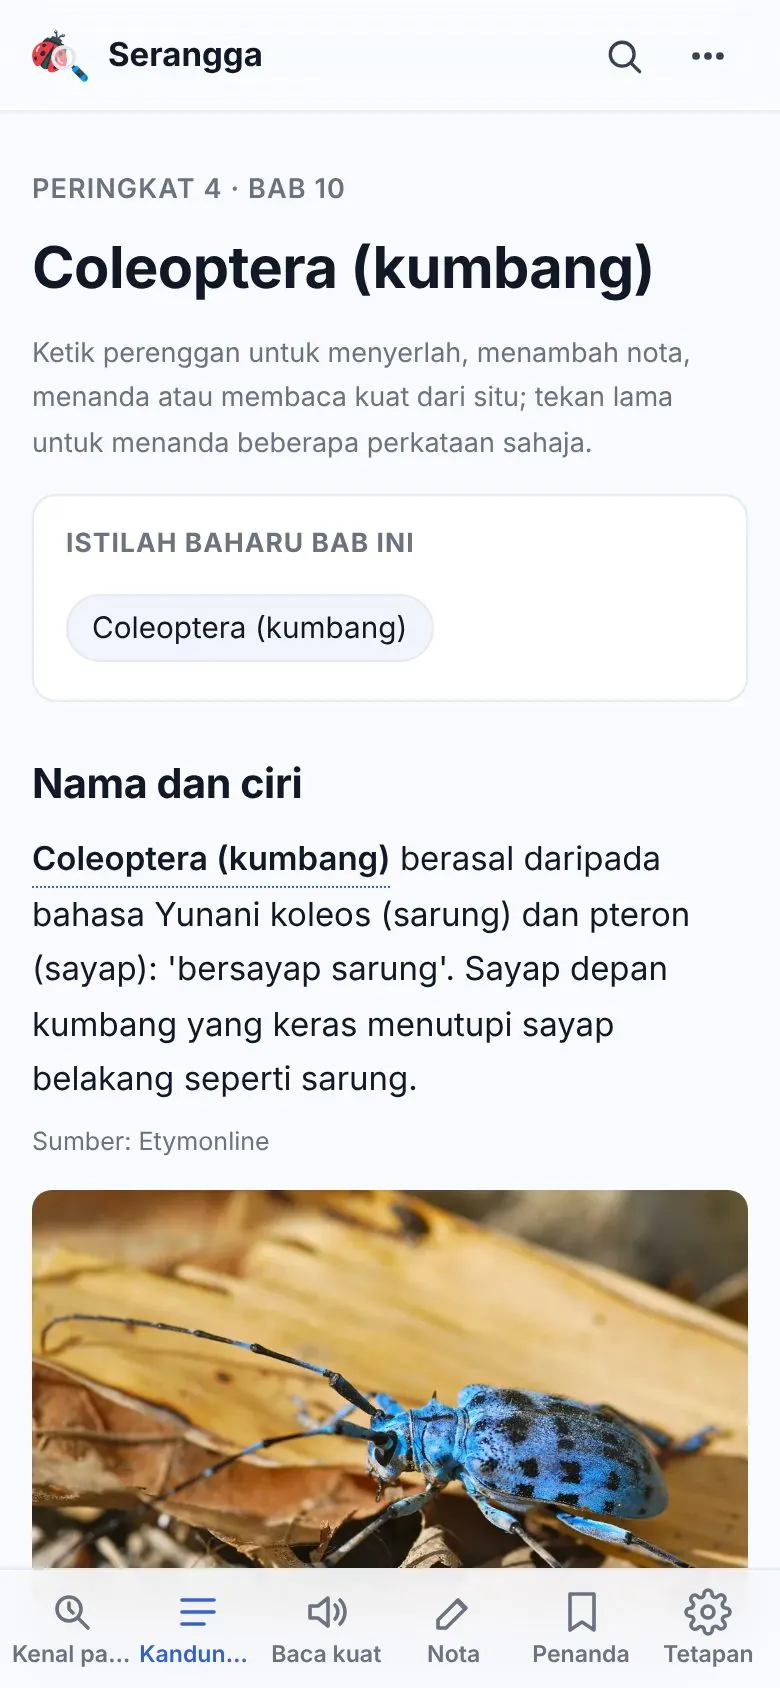 Serangga
PERINGKAT 4 · BAB 10
Coleoptera (kumbang)
Ketik perenggan untuk menyerlah, menambah nota,
menanda atau membaca kuat dari situ; tekan lama
untuk menanda beberapa perkataan sahaja.
ISTILAH BAHARU BAB INI
Coleoptera (kumbang)
Nama dan ciri
Coleoptera (kumbang) berasal daripada
bahasa Yunani koleos (sarung) dan pteron
(sayap): 'bersayap sarung'. Sayap depan
kumbang yang keras menutupi sayap
belakang seperti sarung.
Sumber: Etymonline
Kenal pa... Kandun... Baca kuat Nota Penanda Tetapan